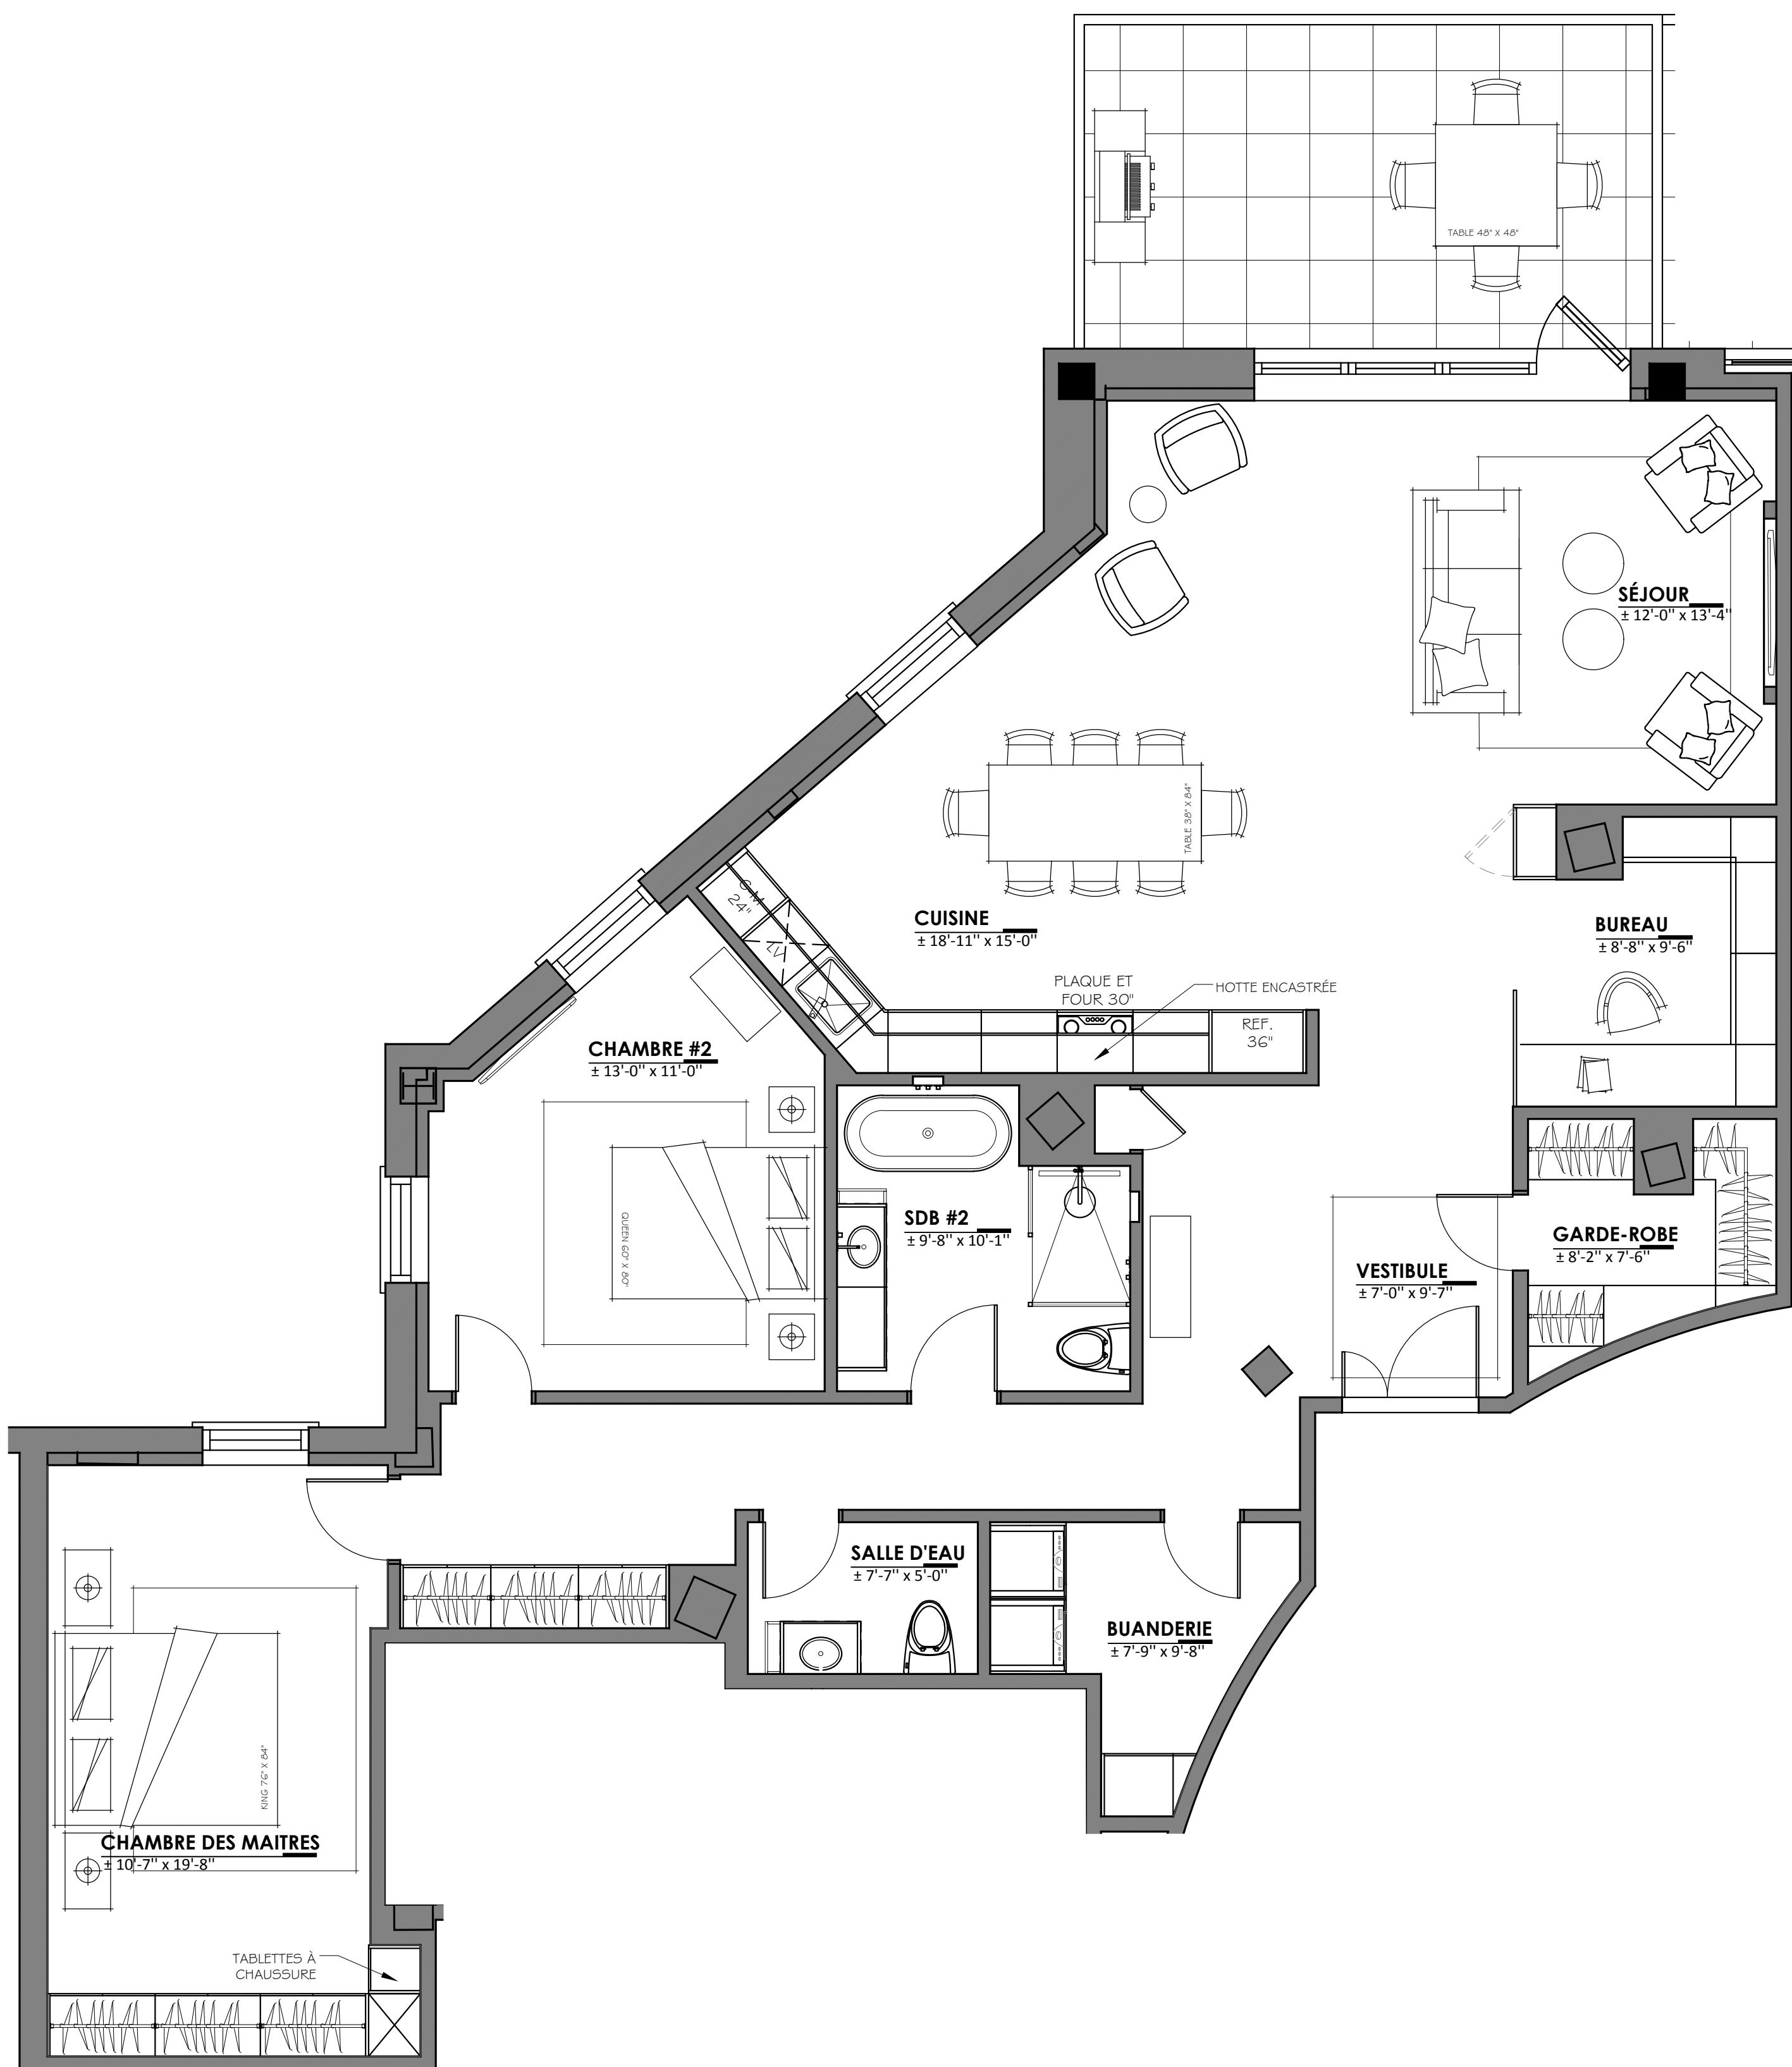 TABLE 48" X 48"
SÉJOUR
± 12'-0" x 13'-4"
TABLE 38" X 84"
C-M
24"
LV
CUISINE
± 18'-11" x 15'-0"
BUREAU
± 8'-8" x 9'-6"
PLAQUE ET
FOUR 30"
HOTTE ENCASTRÉE
REF.
36"
CHAMBRE #2
± 13'-0" x 11'-0"
QUEEN 60" X 80"
SDB #2
± 9'-8" x 10'-1"
GARDE-ROBE
± 8'-2" x 7'-6"
VESTIBULE
± 7'-0" x 9'-7"
SALLE D'EAU
± 7'-7" x 5'-0"
BUANDERIE
± 7'-9" x 9'-8"
KING 76" X 84"
CHAMBRE DES MAITRES
± 10'-7" x 19'-8"
TABLETTES À
CHAUSSURE